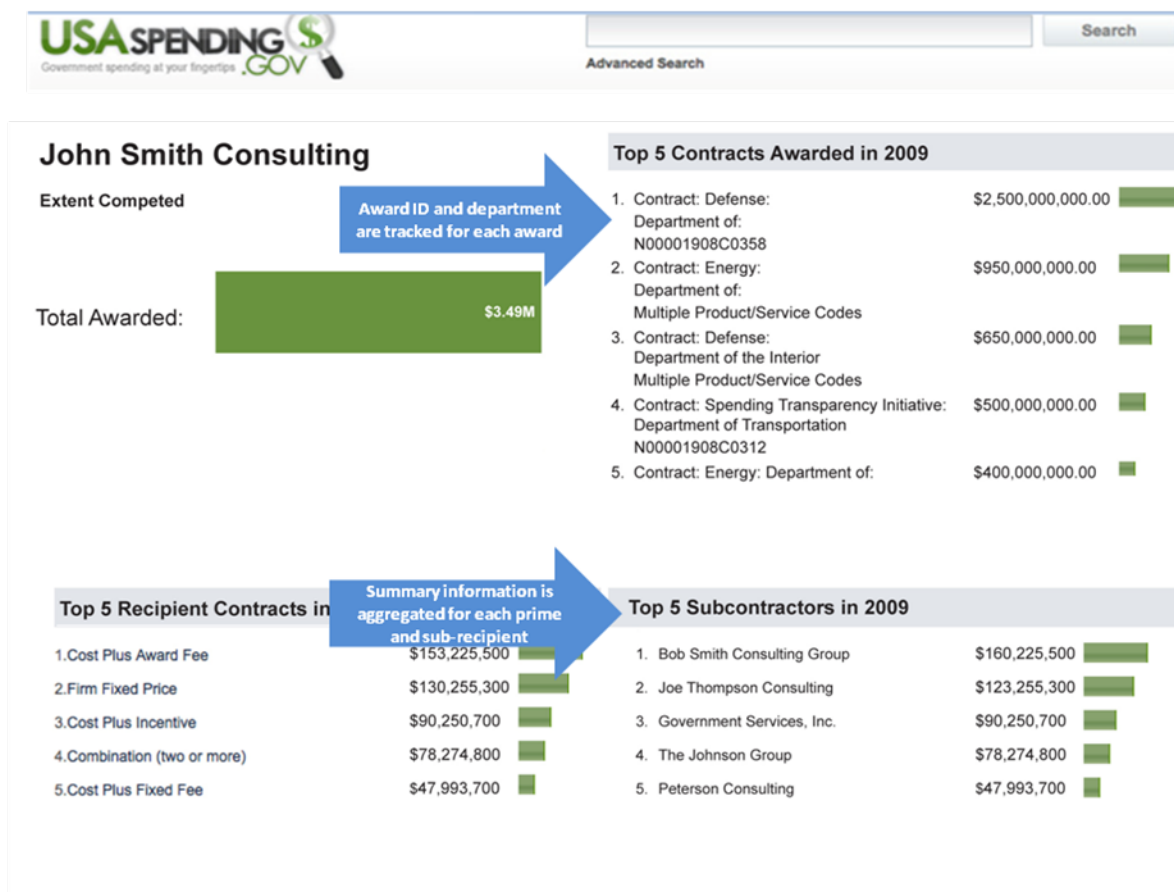 USASPENDING.GOV
Government spending at your fingertips
Search
Advanced Search
John Smith Consulting
Extent Competed
Award ID and department
are tracked for each award
Total Awarded:
$3.49M
Top 5 Contracts Awarded in 2009
1. Contract: Defense: $2,500,000,000.00
Department of:
N00001908C0358
2. Contract: Energy: $950,000,000.00
Department of:
Multiple Product/Service Codes
3. Contract: Defense: $650,000,000.00
Department of the Interior
Multiple Product/Service Codes
4. Contract: Spending Transparency Initiative: $500,000,000.00
Department of Transportation
N00001908C0312
5. Contract: Energy: Department of: $400,000,000.00
Top 5 Recipient Contracts in
Summary information is
aggregated for each prime
and sub-recipient
1.Cost Plus Award Fee $153,225,500
2.Firm Fixed Price $130,255,300
3.Cost Plus Incentive $90,250,700
4.Combination (two or more) $78,274,800
5.Cost Plus Fixed Fee $47,993,700
Top 5 Subcontractors in 2009
1. Bob Smith Consulting Group $160,225,500
2. Joe Thompson Consulting $123,255,300
3. Government Services, Inc. $90,250,700
4. The Johnson Group $78,274,800
5. Peterson Consulting $47,993,700